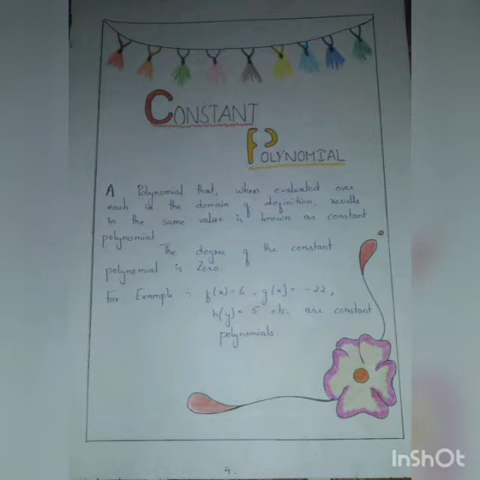 CONSTANT
POLYNOMIAL
A Polynomial that, when evaluated over
each in the domain of definition, results
in the same value is known as constant
polynomial
The degree of the constant
polynomial is Zero.
For Example :- f(x) = 6, g(x) = -22,
h(y) = 5 etc. are constant
polynomials.
4.
InShOt